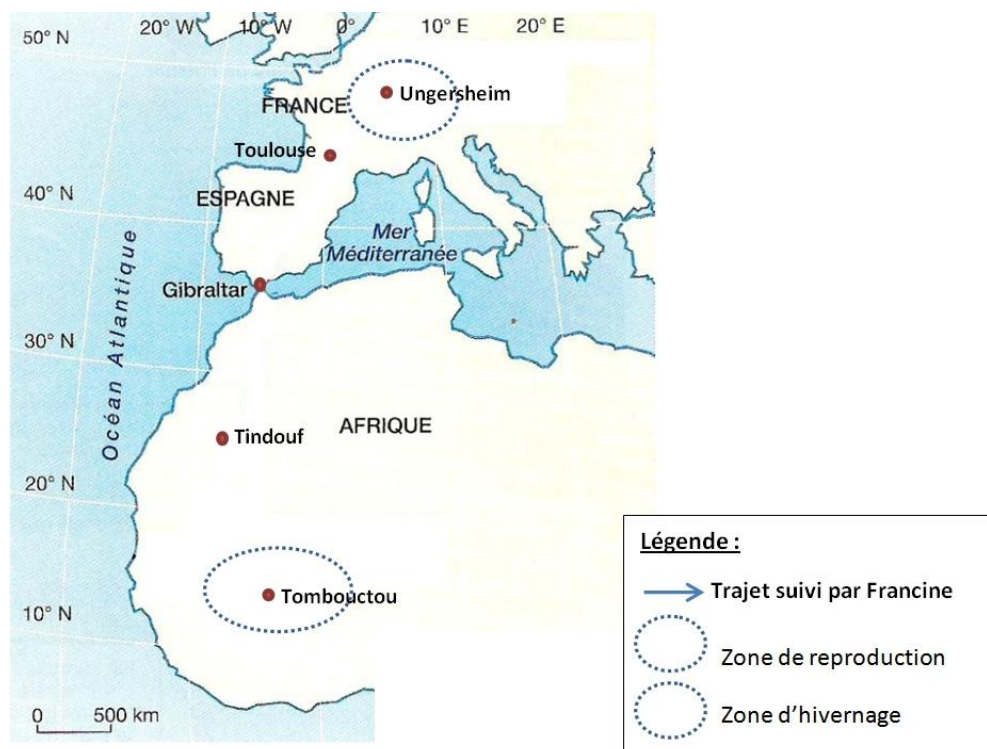 20° W 10° W 0° 10° E 20° E
50° N
Ungersheim
FRANCE
Toulouse
40° N
ESPAGNE
Mer
Méditerranée
Gibraltar
Océan Atlantique
30° N
AFRIQUE
Tindouf
20° N
Tombouctou
10° N
0 500 km
Légende :
Trajet suivi par Francine
Zone de reproduction
Zone d'hivernage